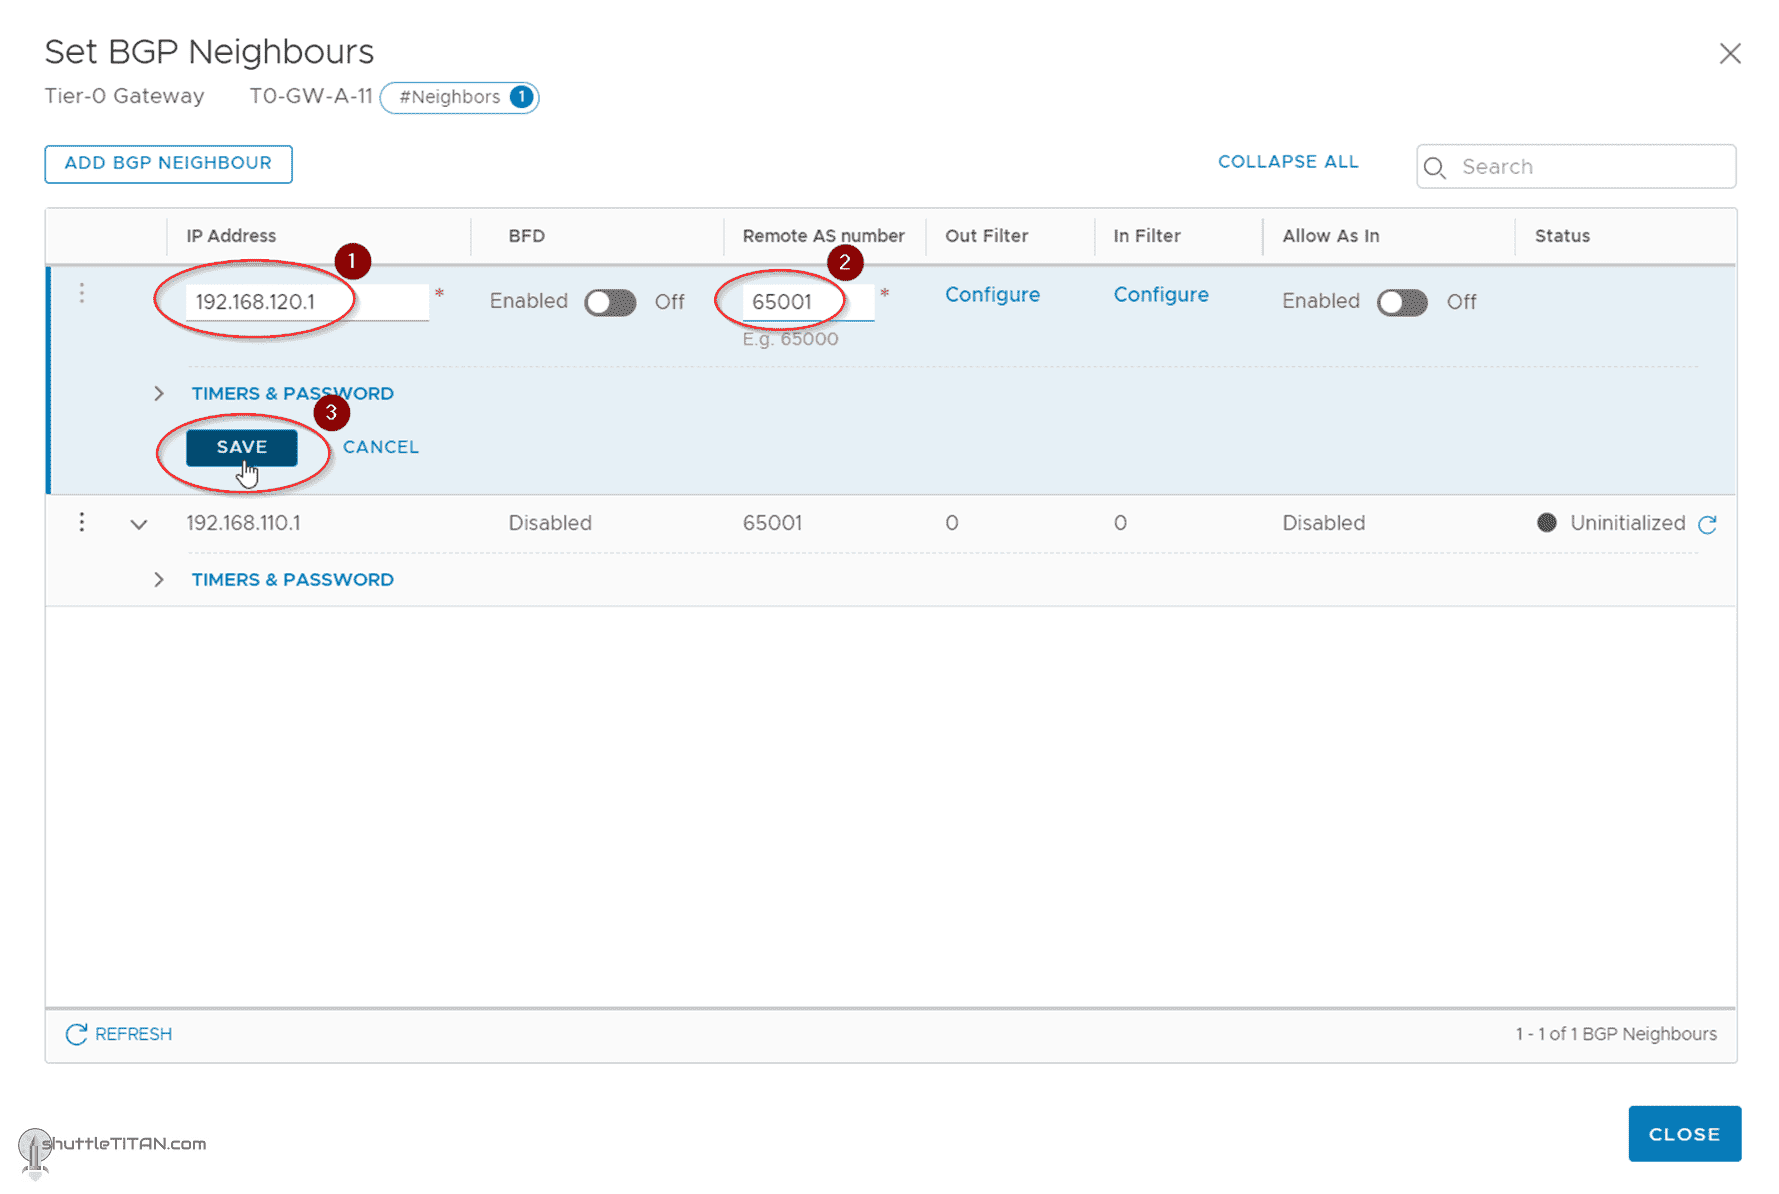 Set BGP Neighbours
Tier-0 Gateway T0-GW-A-11 #Neighbors 1
ADD BGP NEIGHBOUR COLLAPSE ALL Search
IP Address BFD Remote AS number Out Filter In Filter Allow As In Status
1 2
192.168.120.1 * Enabled Off 65001 * Configure Configure Enabled Off
E.g. 65000
TIMERS & PASSWORD
3
SAVE CANCEL
192.168.110.1 Disabled 65001 0 0 Disabled Uninitialized
TIMERS & PASSWORD
REFRESH 1 - 1 of 1 BGP Neighbours
CLOSE
shuttleTITAN.com